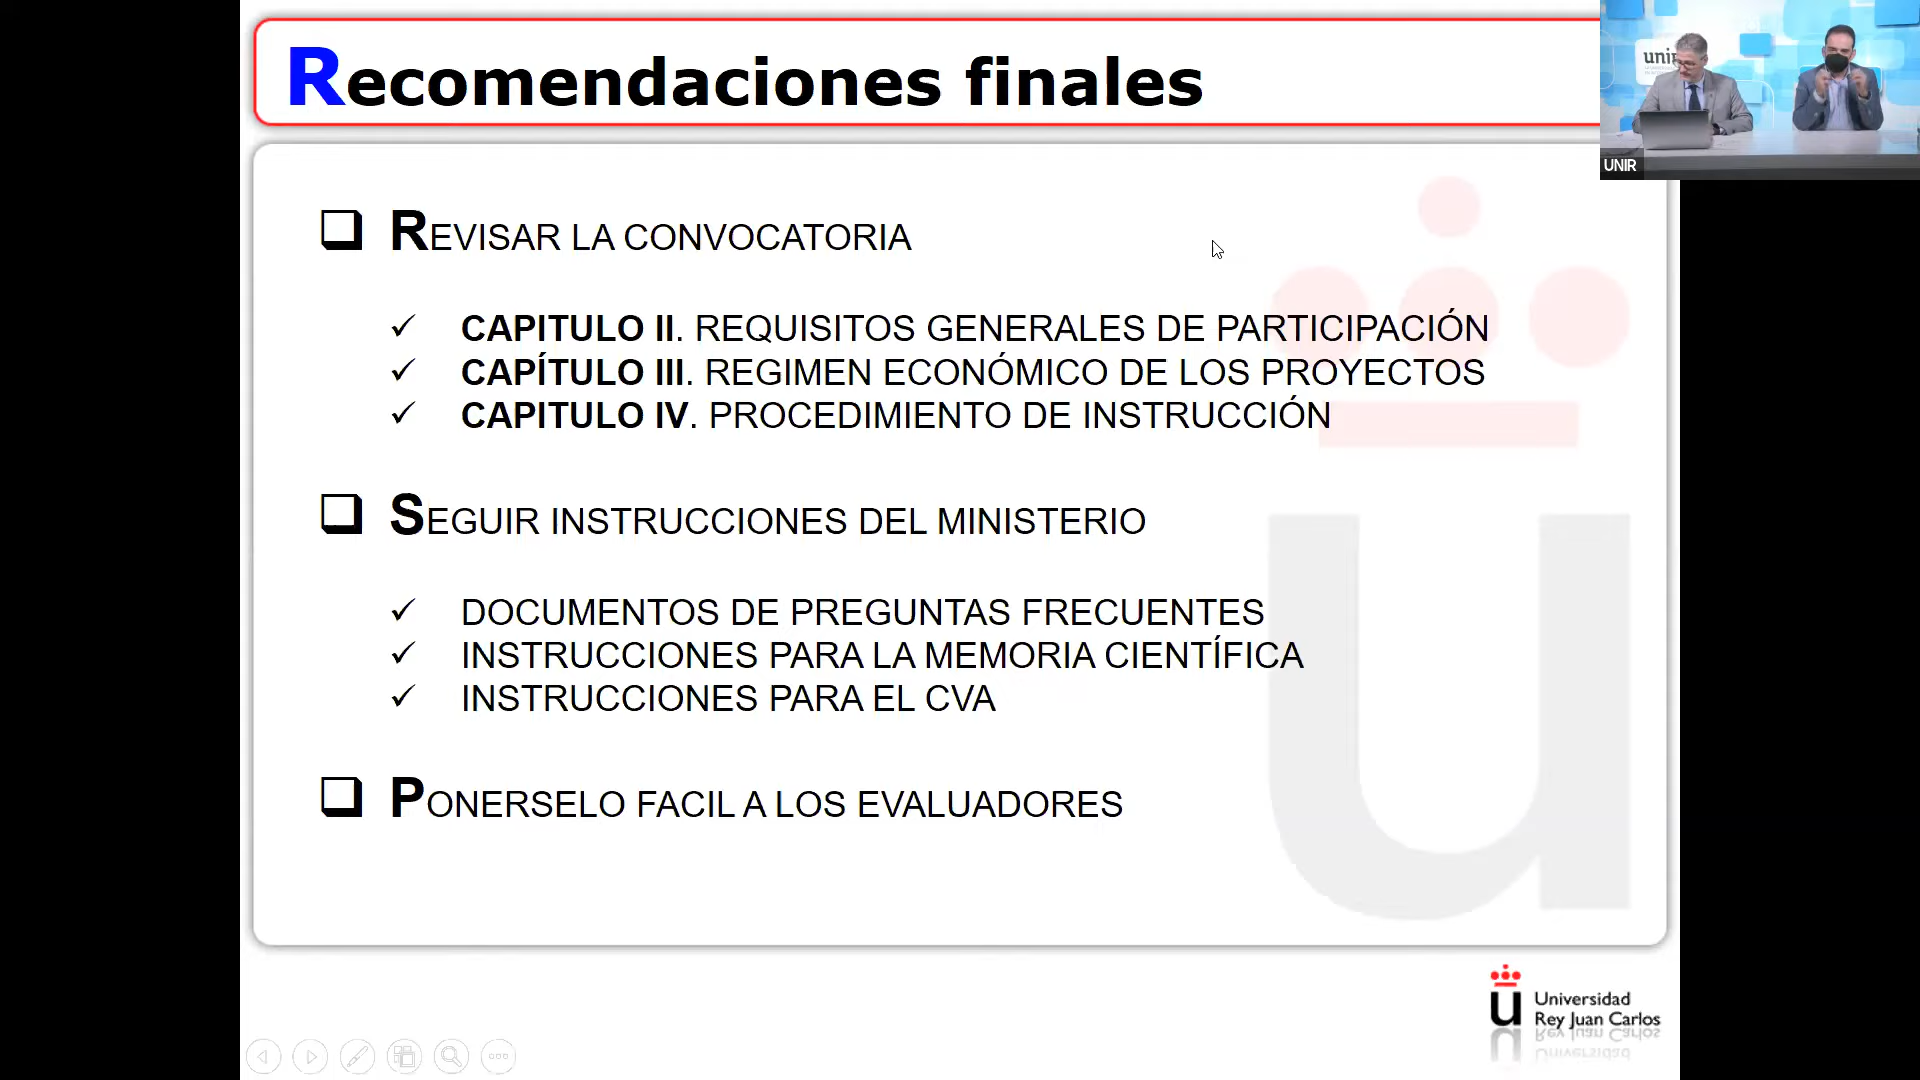 Recomendaciones finales
unir
UNIR
REVISAR LA CONVOCATORIA
CAPITULO II. REQUISITOS GENERALES DE PARTICIPACIÓN
CAPÍTULO III. REGIMEN ECONÓMICO DE LOS PROYECTOS
CAPITULO IV. PROCEDIMIENTO DE INSTRUCCIÓN
SEGUIR INSTRUCCIONES DEL MINISTERIO
DOCUMENTOS DE PREGUNTAS FRECUENTES
INSTRUCCIONES PARA LA MEMORIA CIENTÍFICA
INSTRUCCIONES PARA EL CVA
PONERSELO FACIL A LOS EVALUADORES
u
u Universidad
Rey Juan Carlos